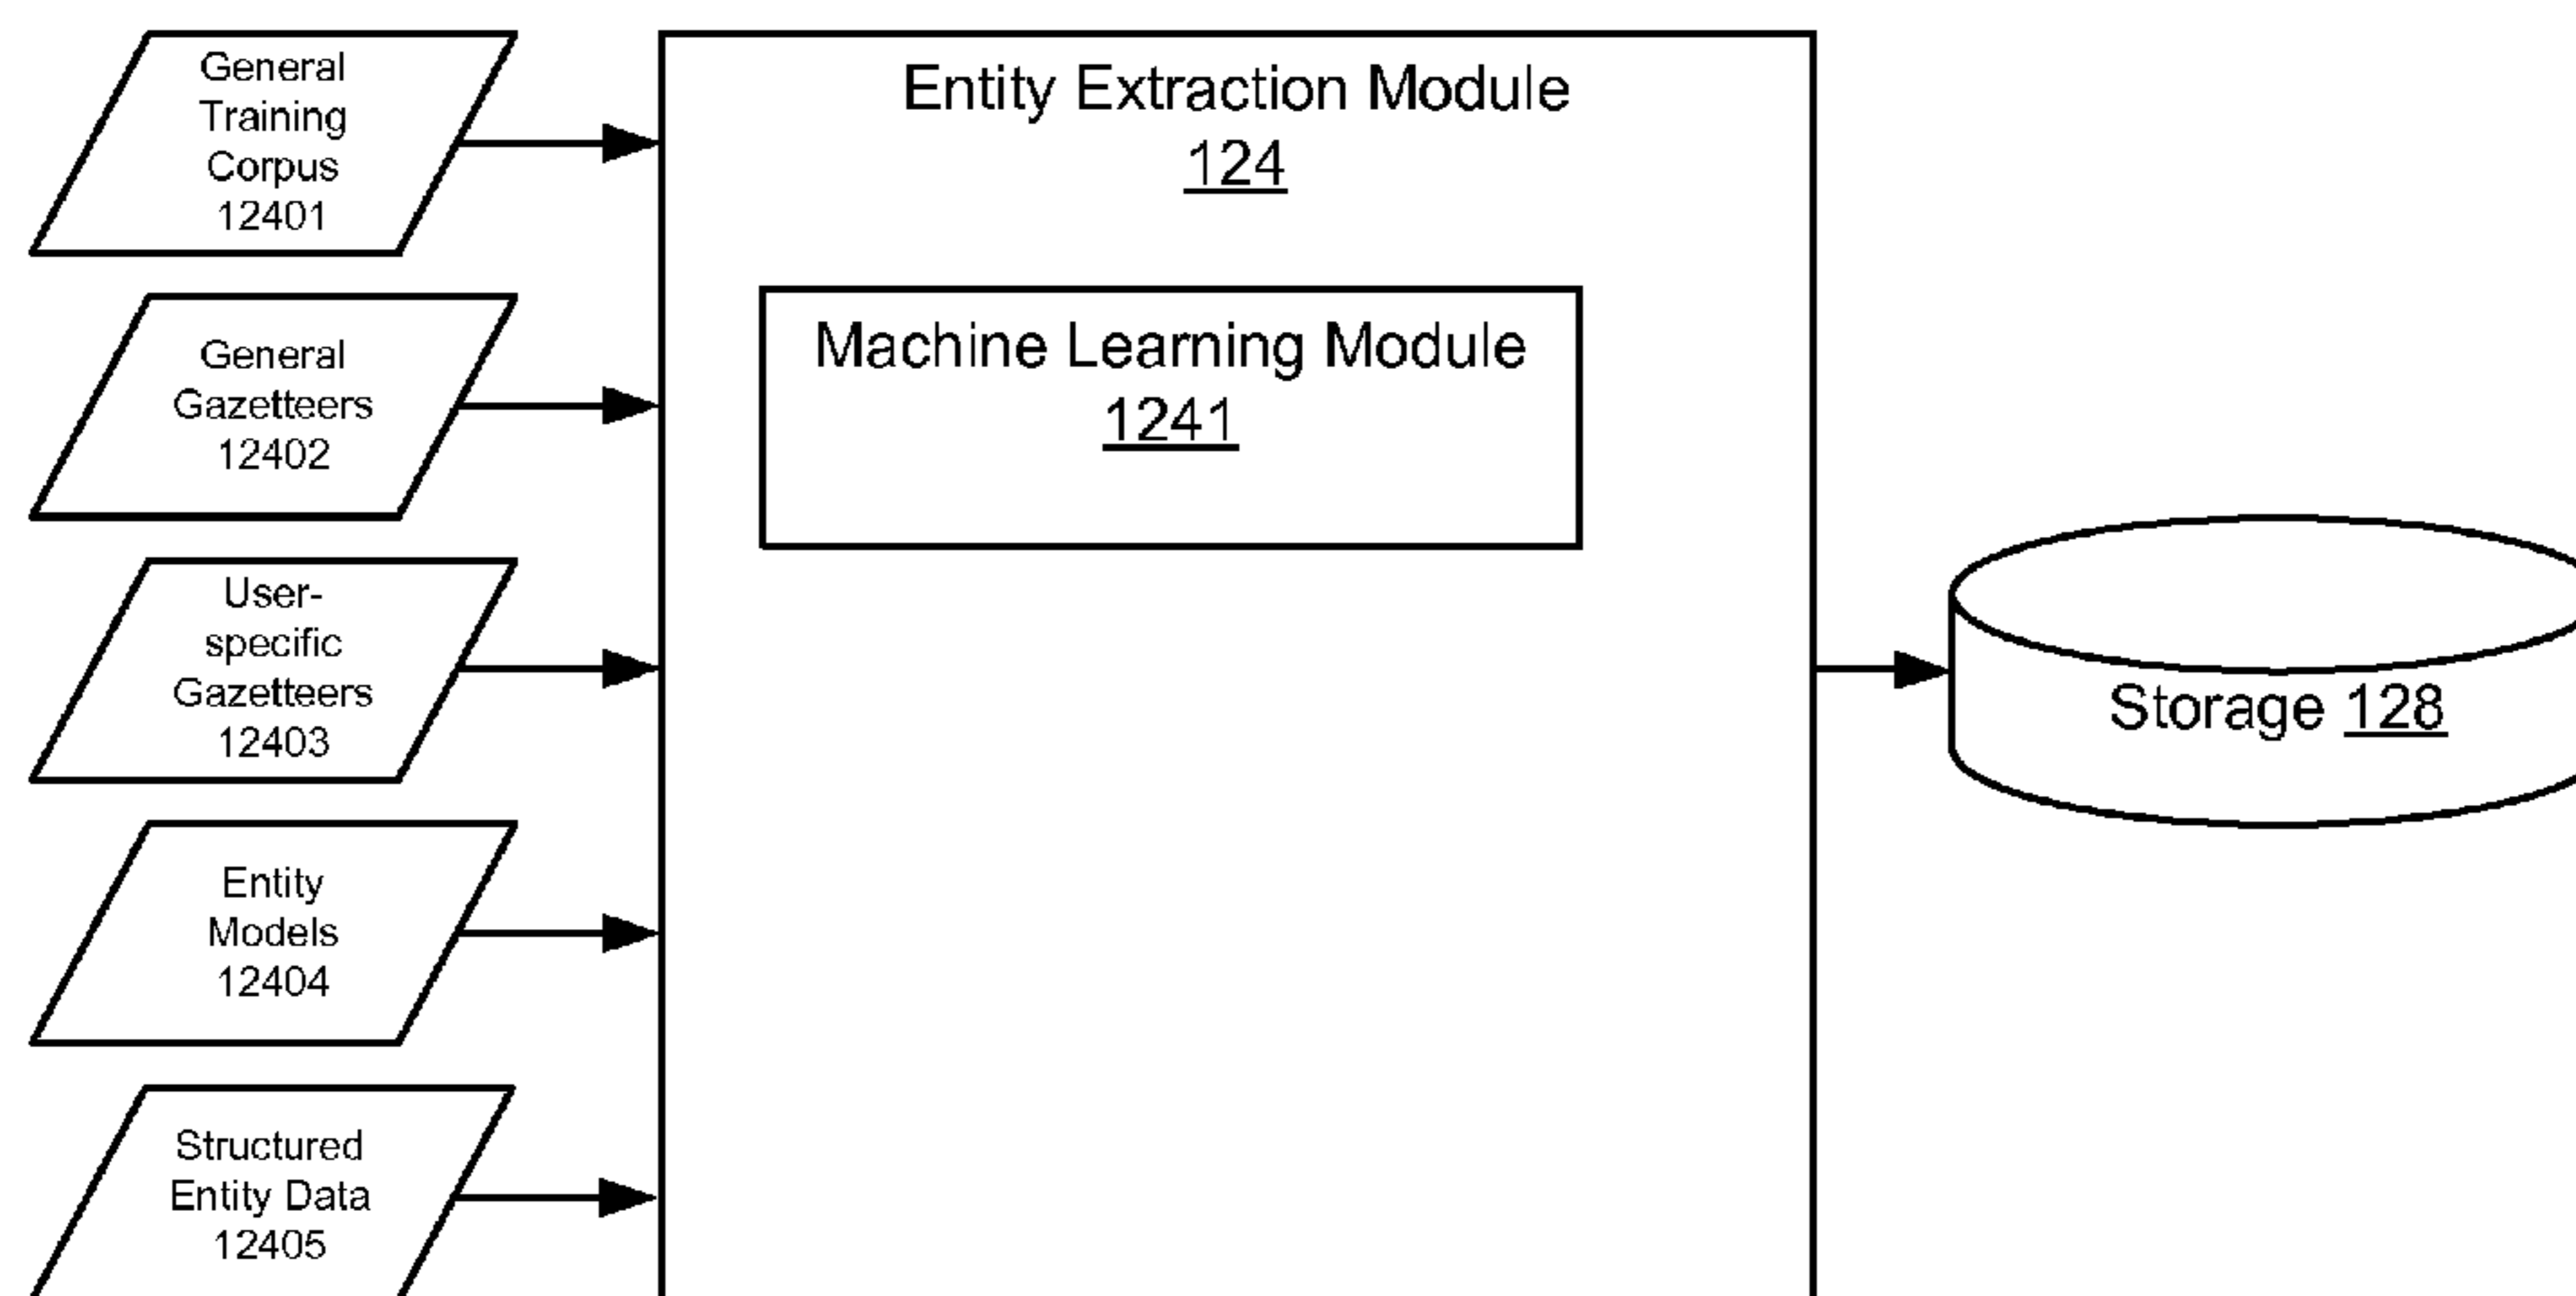 General
Training
Corpus
12401
General
Gazetteers
12402
User-
specific
Gazetteers
12403
Entity
Models
12404
Structured
Entity Data
12405
Entity Extraction Module
124
Machine Learning Module
1241
Storage 128